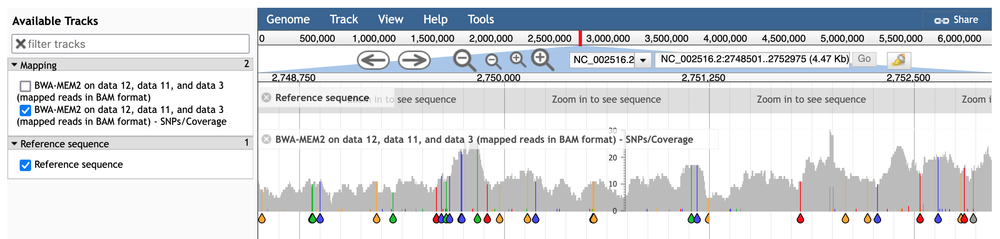 Available Tracks
filter tracks
Mapping 2
BWA-MEM2 on data 12, data 11, and data 3
(mapped reads in BAM format)
BWA-MEM2 on data 12, data 11, and data 3
(mapped reads in BAM format) - SNPs/Coverage
Reference sequence 1
Reference sequence
Genome Track View Help Tools Share
0 500,000 1,000,000 1,500,000 2,000,000 2,500,000 3,000,000 3,500,000 4,000,000 4,500,000 5,000,000 5,500,000 6,000,000
NC_002516.2 NC_002516.2:2748501..2752975 (4.47 Kb) Go
2,748,750 2,750,000 2,751,250 2,752,500
Reference sequence Zoom in to see sequence Zoom in to see sequence Zoom in to see sequence Zoom i
30
BWA-MEM2 on data 12, data 11, and data 3 (mapped reads in BAM format) - SNPs/Coverage
20
10
0